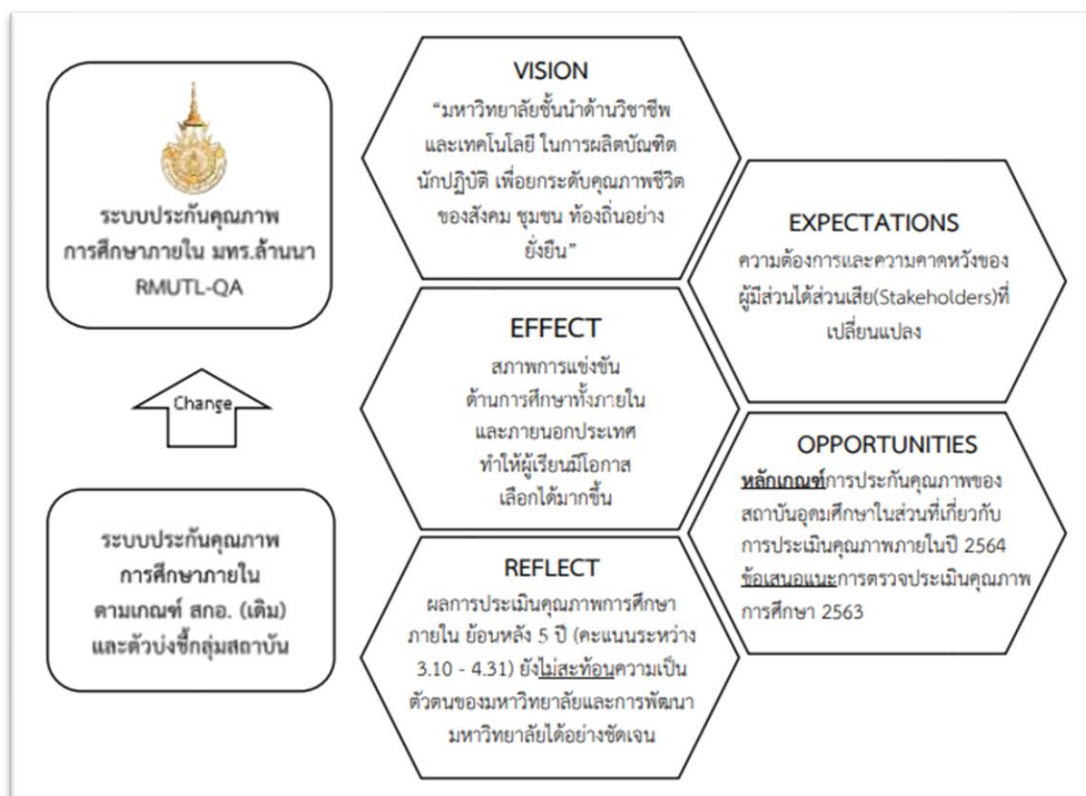 ระบบประกันคุณภาพ
การศึกษาภายใน มทร.ล้านนา
RMUTL-QA
Change
ระบบประกันคุณภาพ
การศึกษาภายใน
ตามเกณฑ์ สกอ. (เดิม)
และตัวบ่งชี้กลุ่มสถาบัน
VISION
“มหาวิทยาลัยชั้นนำด้านวิชาชีพ
และเทคโนโลยี ในการผลิตบัณฑิต
นักปฏิบัติ เพื่อยกระดับคุณภาพชีวิต
ของสังคม ชุมชน ท้องถิ่นอย่าง
ยั่งยืน”
EFFECT
สภาพการแข่งขัน
ด้านการศึกษาทั้งภายใน
และภายนอกประเทศ
ทำให้ผู้เรียนมีโอกาส
เลือกได้มากขึ้น
REFLECT
ผลการประเมินคุณภาพการศึกษา
ภายใน ย้อนหลัง 5 ปี (คะแนนระหว่าง
3.10 - 4.31) ยังไม่สะท้อนความเป็น
ตัวตนของมหาวิทยาลัยและการพัฒนา
มหาวิทยาลัยได้อย่างชัดเจน
EXPECTATIONS
ความต้องการและความคาดหวังของ
ผู้มีส่วนได้ส่วนเสีย(Stakeholders)ที่
เปลี่ยนแปลง
OPPORTUNITIES
หลักเกณฑ์การประกันคุณภาพของ
สถาบันอุดมศึกษาในส่วนที่เกี่ยวกับ
การประเมินคุณภาพภายในปี 2564
ข้อเสนอแนะการตรวจประเมินคุณภาพ
การศึกษา 2563